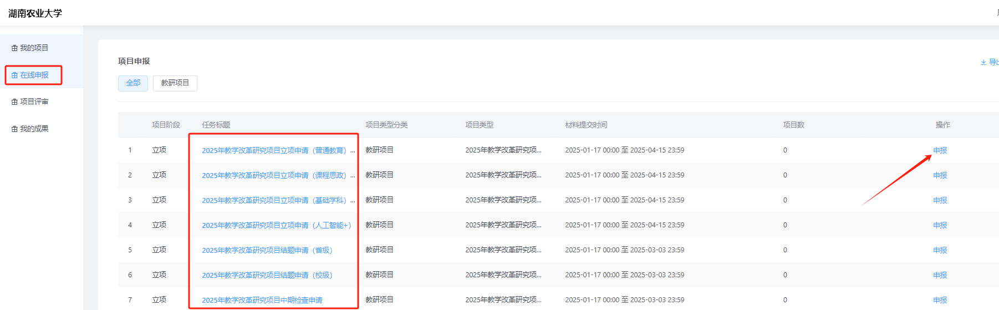 湖南农业大学
我的项目
在线申报
项目评审
我的成果
项目申报
全部 教研项目
项目阶段 任务标题 项目类型分类 项目类型 材料提交时间 项目数 操作
1 立项 2025年教学改革研究项目立项申请（普通教育）... 教研项目 2025年教学改革研究项... 2025-01-17 00:00 至 2025-04-15 23:59 0 申报
2 立项 2025年教学改革研究项目立项申请（课程思政）... 教研项目 2025年教学改革研究项... 2025-01-17 00:00 至 2025-04-15 23:59 0 申报
3 立项 2025年教学改革研究项目立项申请（基础学科）... 教研项目 2025年教学改革研究项... 2025-01-17 00:00 至 2025-04-15 23:59 0 申报
4 立项 2025年教学改革研究项目立项申请（人工智能+） 教研项目 2025年教学改革研究项... 2025-01-17 00:00 至 2025-04-15 23:59 0 申报
5 立项 2025年教学改革研究项目结题申请（省级） 教研项目 2025年教学改革研究项... 2025-01-17 00:00 至 2025-03-03 23:59 0 申报
6 立项 2025年教学改革研究项目结题申请（校级） 教研项目 2025年教学改革研究项... 2025-01-17 00:00 至 2025-03-03 23:59 0 申报
7 立项 2025年教学改革研究项目中期检查申请 教研项目 2025年教学改革研究项... 2025-01-17 00:00 至 2025-03-03 23:59 0 申报